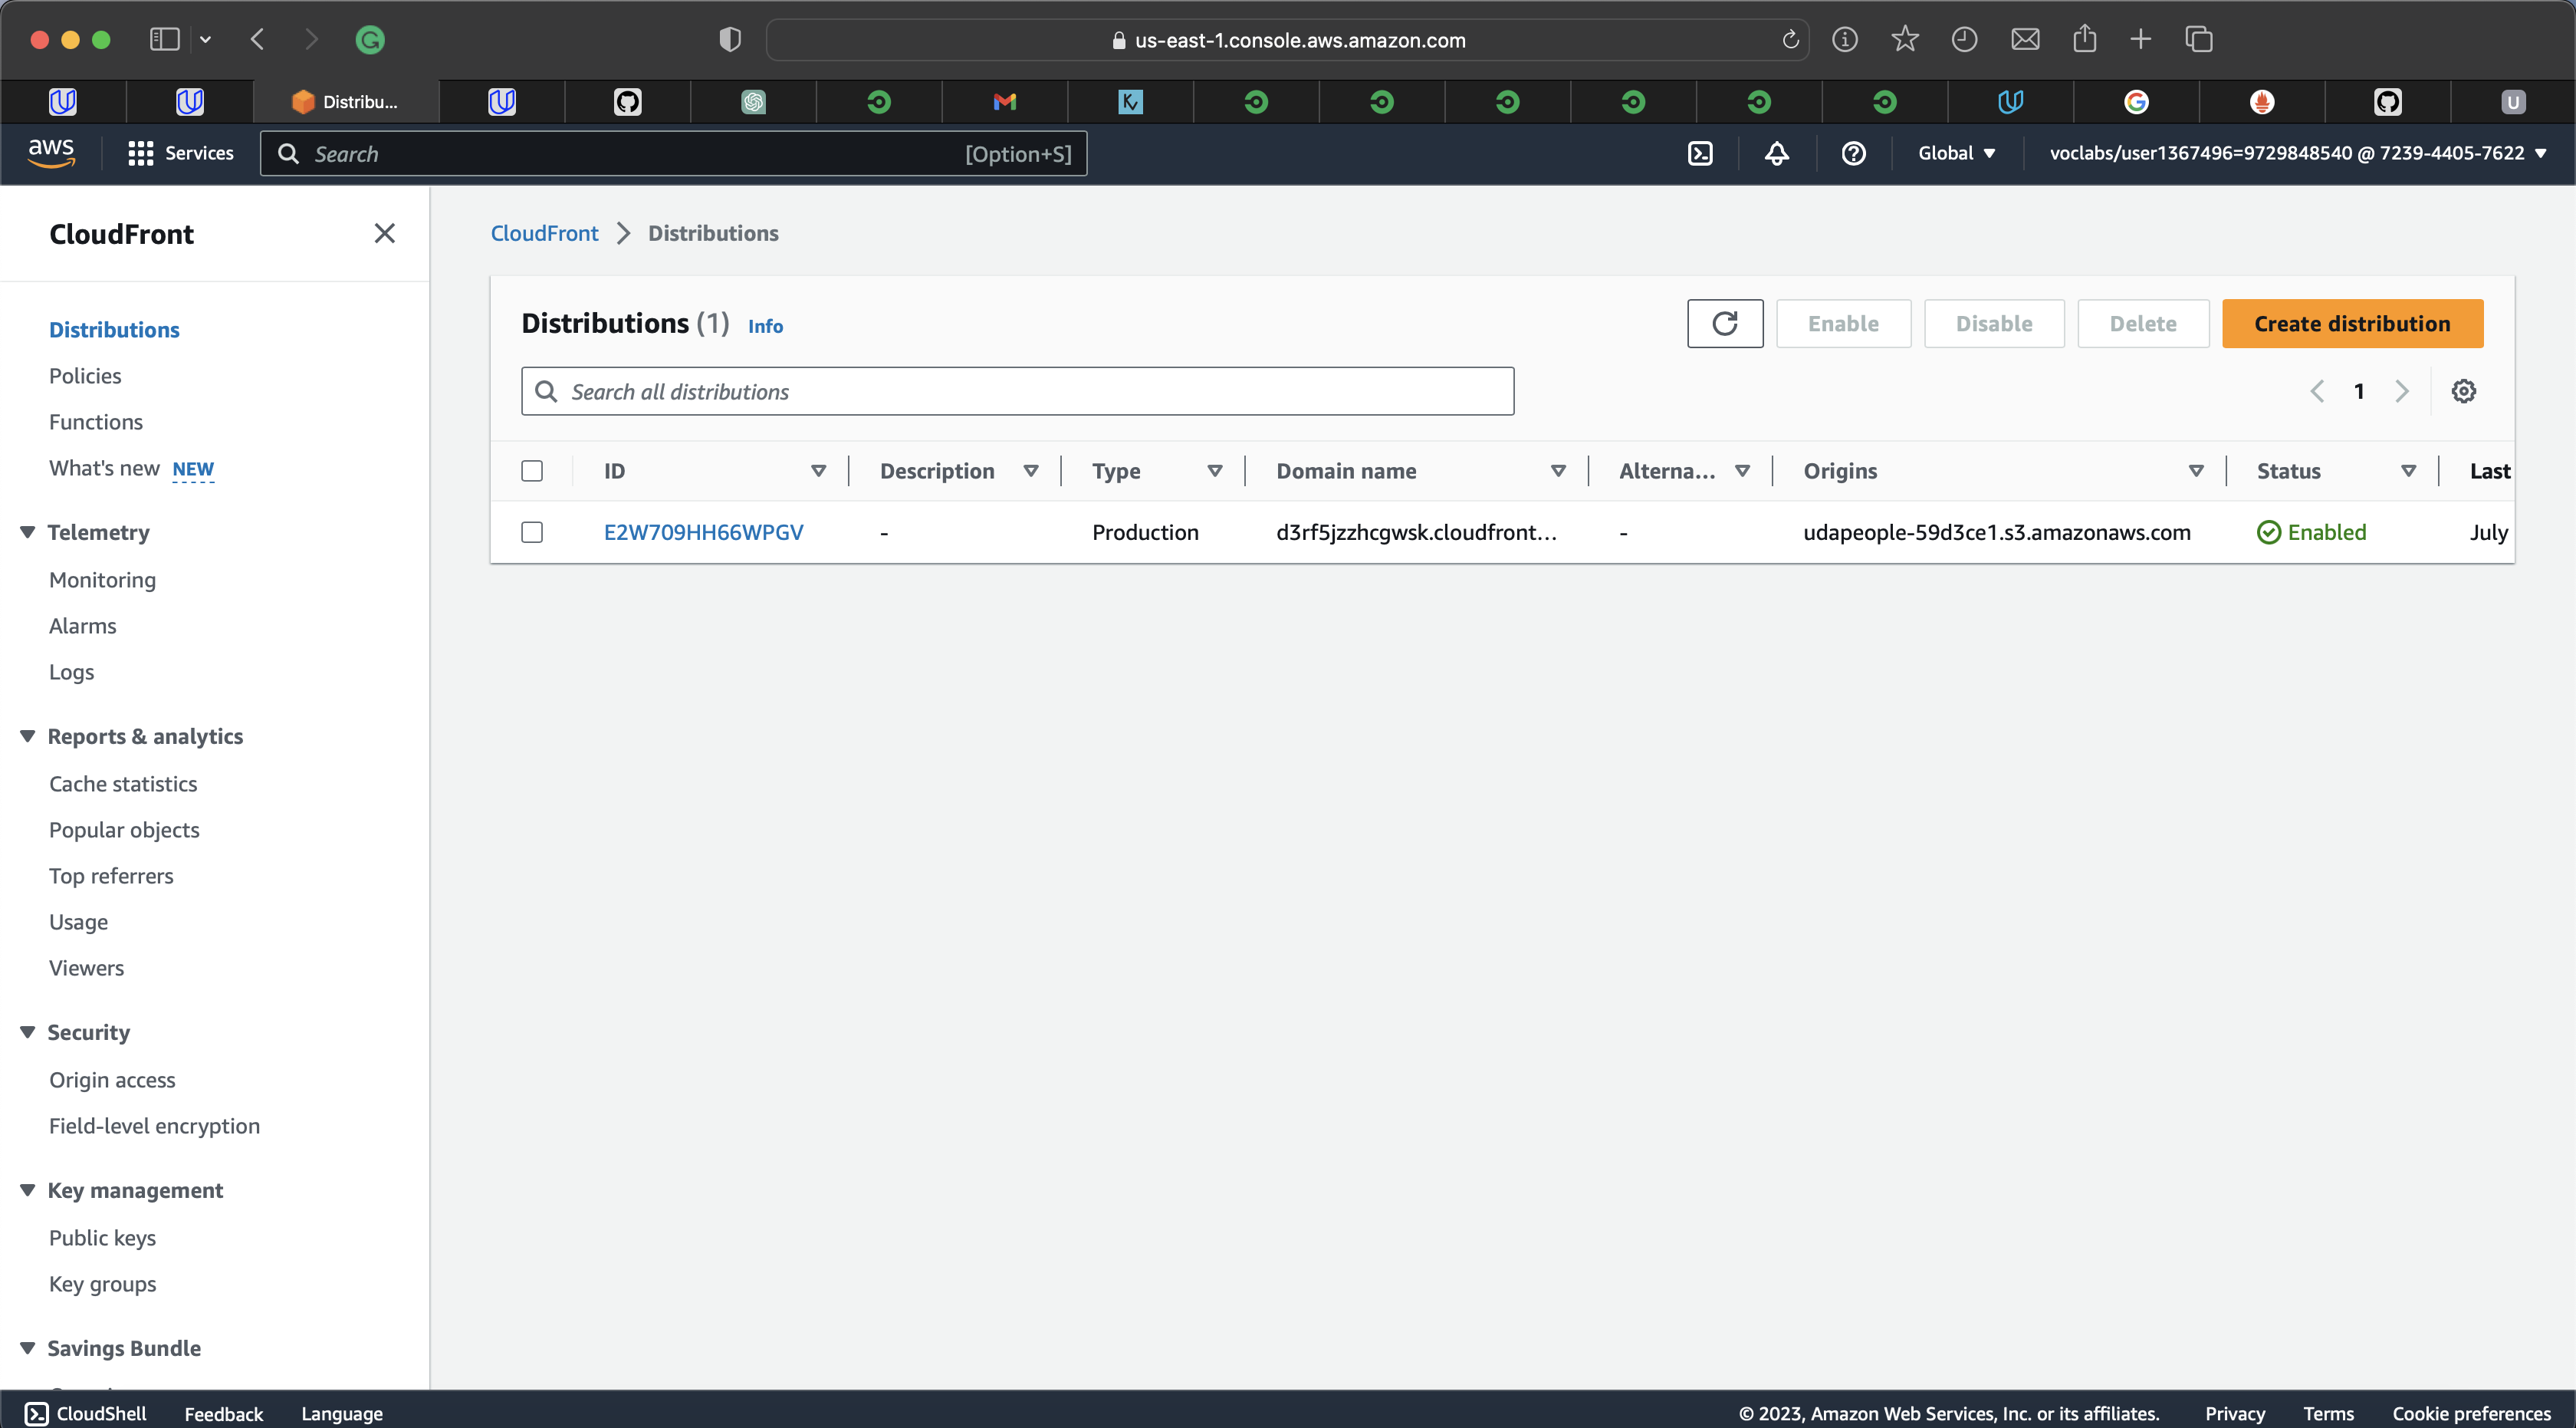 us-east-1.console.aws.amazon.com
Distribu...
aws Services Search [Option+S] Global voclabs/user1367496=9729848540 @ 7239-4405-7622
CloudFront
Distributions
Policies
Functions
What's new NEW
Telemetry
Monitoring
Alarms
Logs
Reports & analytics
Cache statistics
Popular objects
Top referrers
Usage
Viewers
Security
Origin access
Field-level encryption
Key management
Public keys
Key groups
Savings Bundle
CloudFront Distributions
Distributions (1) Info Enable Disable Delete Create distribution
Search all distributions 1
ID Description Type Domain name Alterna... Origins Status Last
E2W709HH66WPGV - Production d3rf5jzzhcgwsk.cloudfront... - udapeople-59d3ce1.s3.amazonaws.com Enabled July
CloudShell Feedback Language © 2023, Amazon Web Services, Inc. or its affiliates. Privacy Terms Cookie preferences